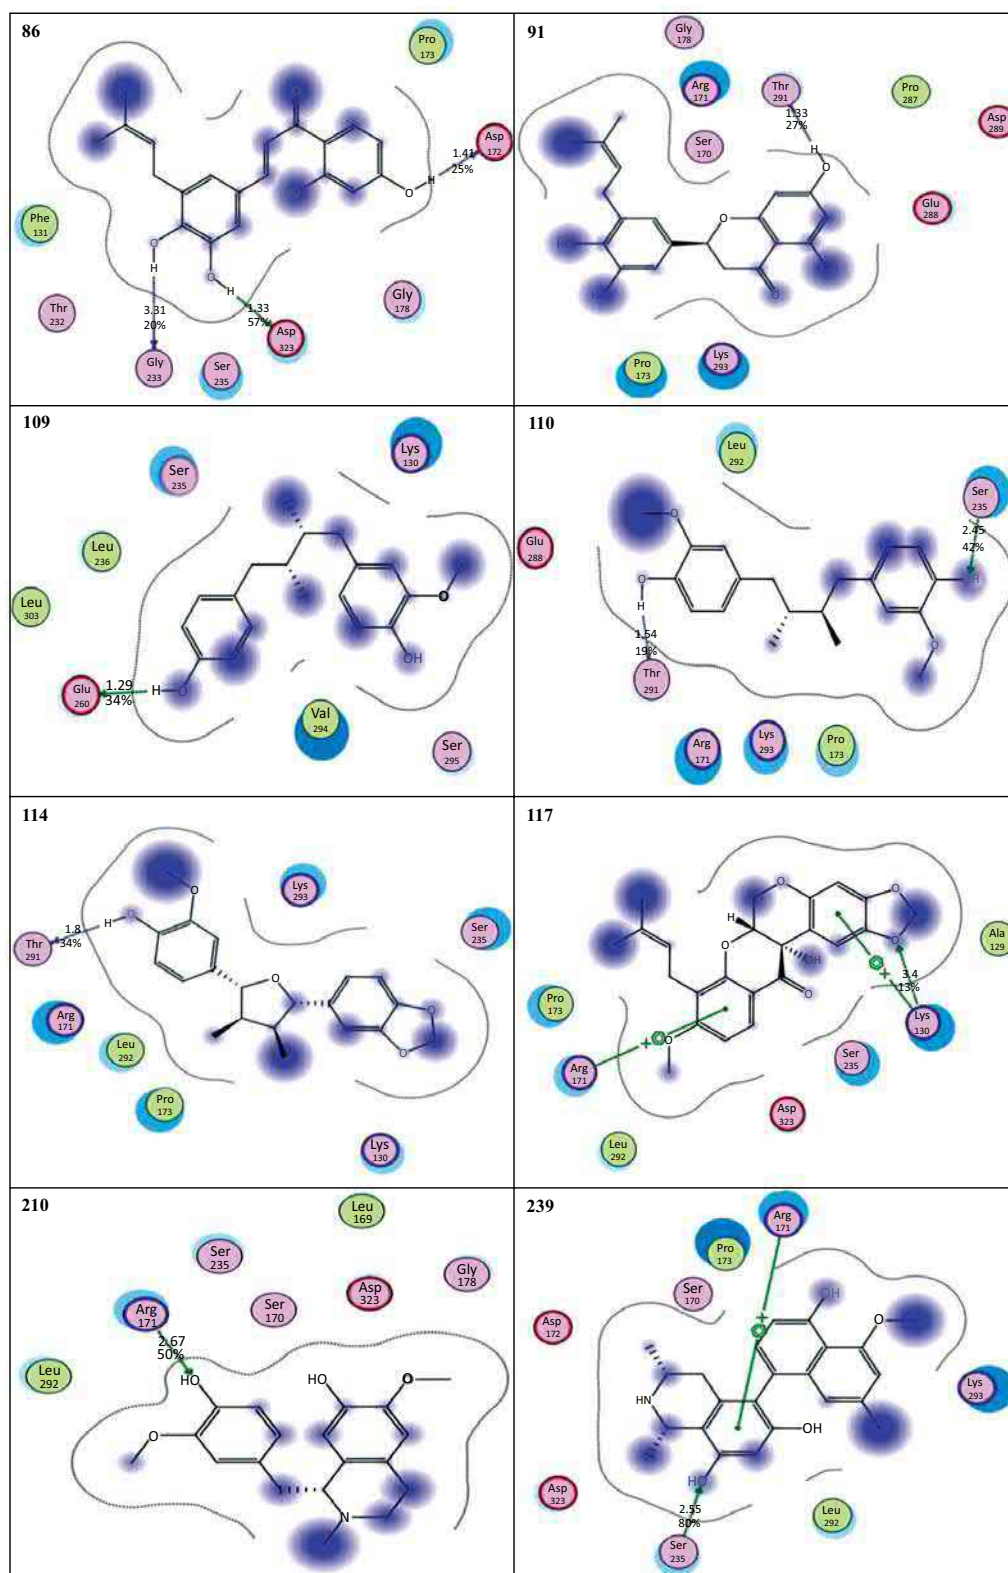 86
Pro
173
Asp
172
1.41
25%
O
H
Phe
131
O
H
O
H
Thr
232
3.31
20%
1.33
57%
Gly
178
Asp
323
Gly
233
Ser
235
91
Gly
178
Arg
171
Thr
291
Pro
287
1.33
27%
Asp
289
Ser
170
H
O
Glu
288
O
HO
O
Pro
173
Lys
293
109
Ser
235
Lys
130
Leu
236
Leu
303
O
OH
Glu
260
1.29
34%
H
O
Val
294
Ser
295
110
Leu
292
Ser
235
O
2.45
42%
Glu
288
O
H
1.54
19%
O
Thr
291
Arg
171
Lys
293
Pro
173
114
O
Lys
293
Thr
291
1.8
34%
H
O
Ser
235
O
O
O
Arg
171
Leu
292
Pro
173
Lys
130
117
O
O
H
O
OH
O
O
Ala
129
3.4
13%
Pro
173
+
O
+
Lys
130
Arg
171
Ser
235
Asp
323
Leu
292
210
Leu
169
Ser
235
Asp
323
Gly
178
Arg
171
Ser
170
2.67
50%
Leu
292
HO
HO
O
O
N
239
Arg
171
Pro
173
Ser
170
OH
Asp
172
+
O
HN
Lys
293
OH
HO
Asp
323
2.55
80%
Leu
292
Ser
235